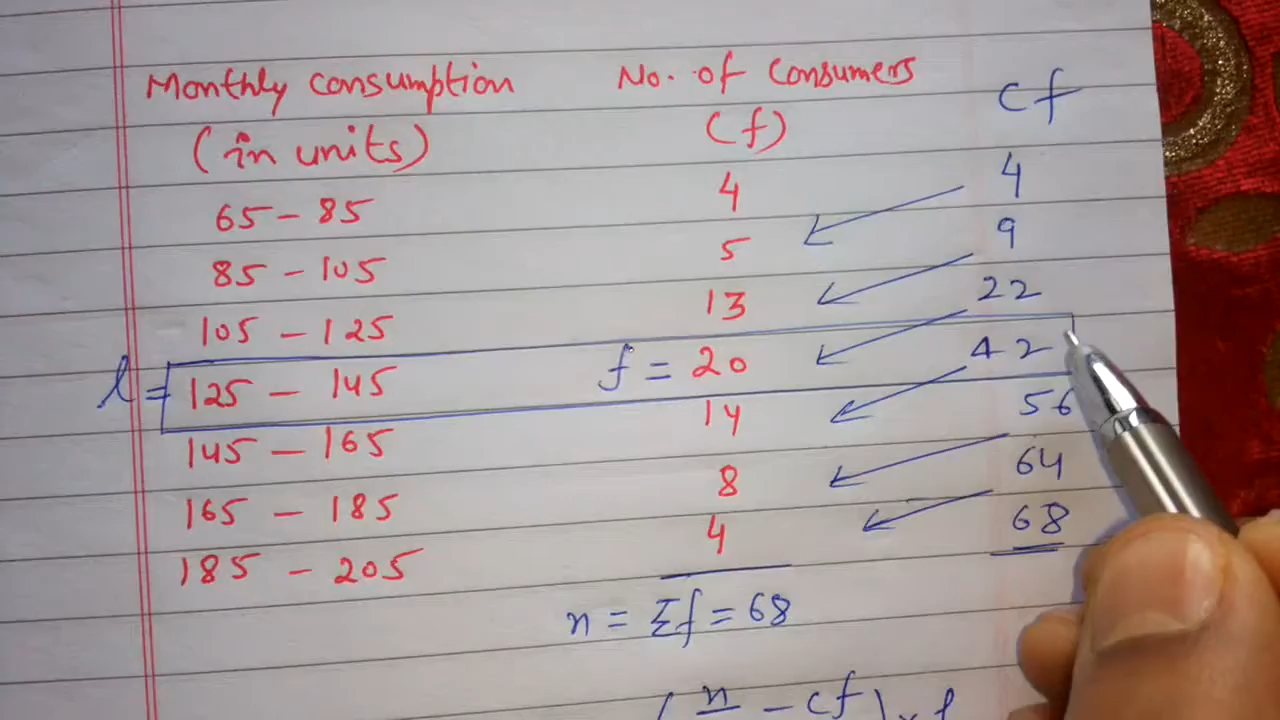 Monthly consumption No. of Consumers cf
(in units) (f)
65 - 85 4 4
85 - 105 5 9
105 - 125 13 22
l = 125 - 145 f = 20 42
145 - 165 14 56
165 - 185 8 64
185 - 205 4 68
n = Σf = 68
( n - cf ) ×